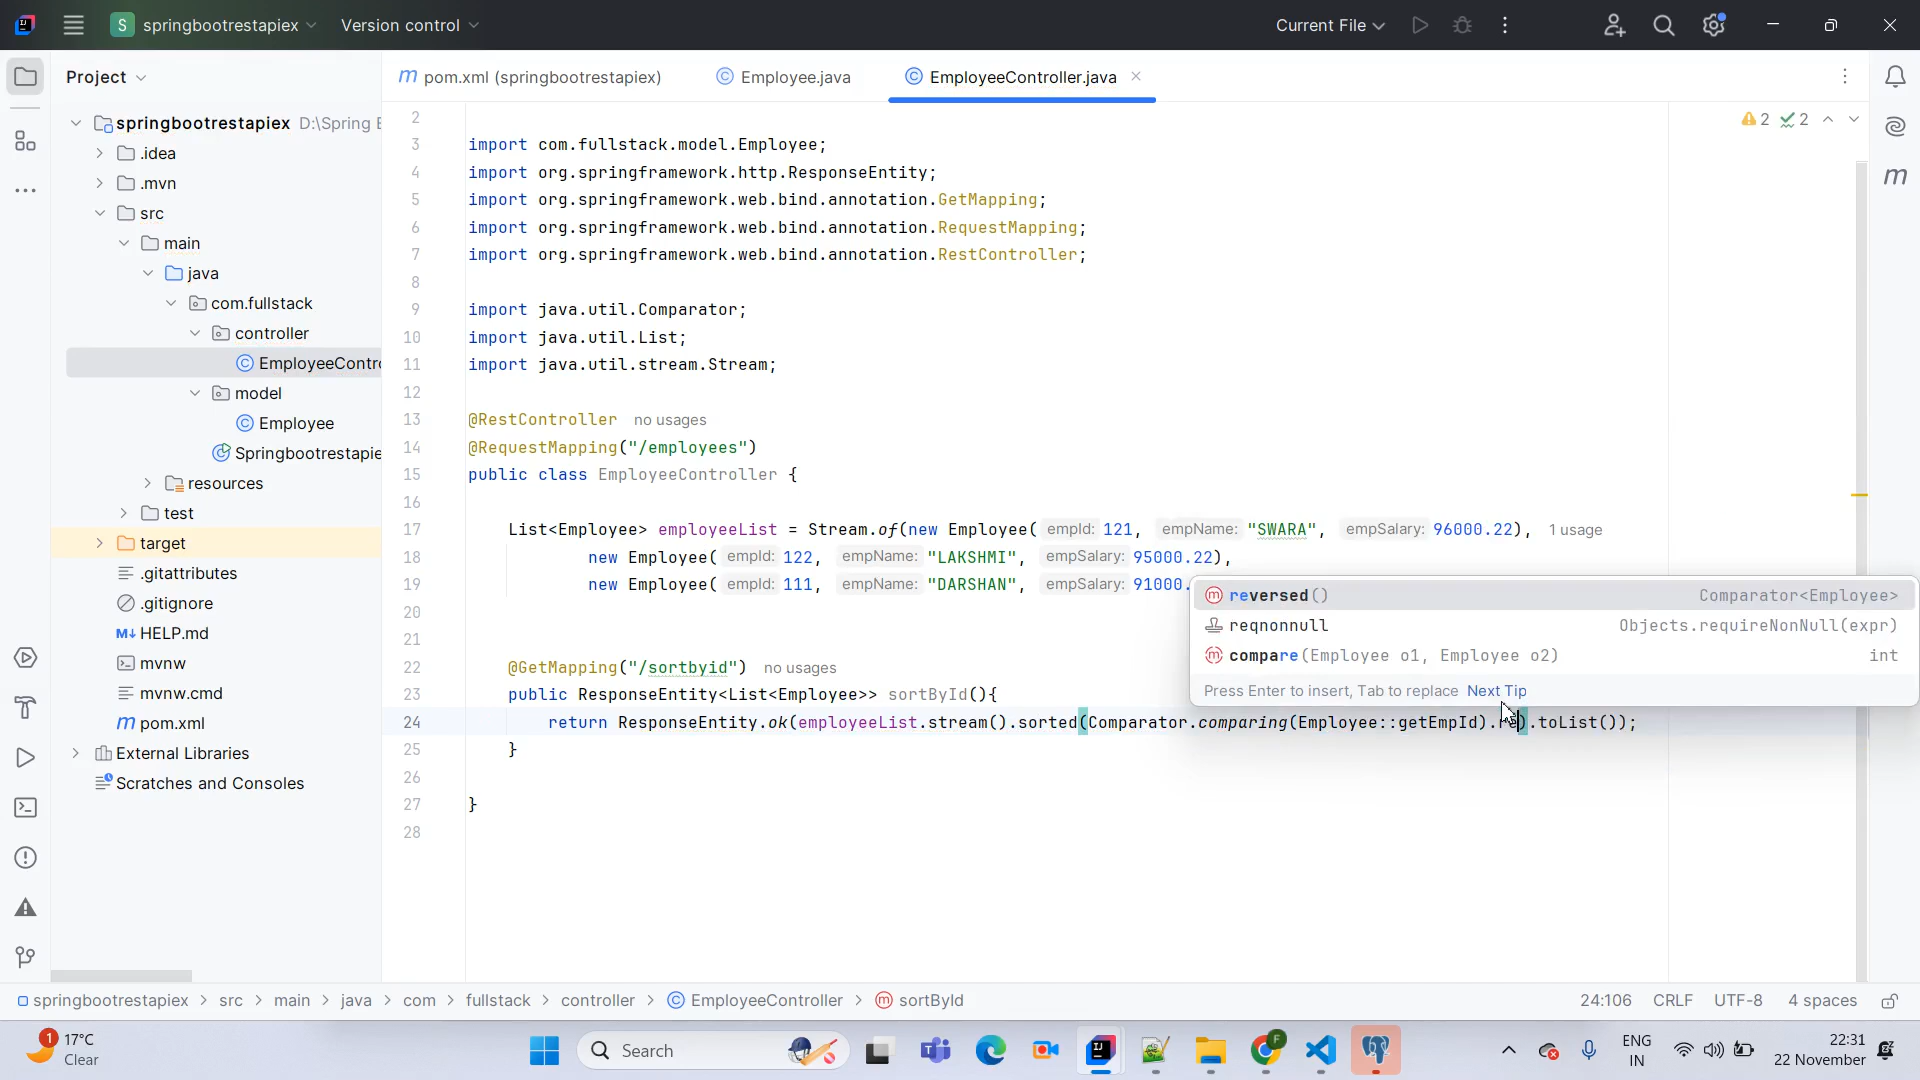 S springbootrestapiex Version control Current File
Project
pom.xml (springbootrestapiex) Employee.java EmployeeController.java
springbootrestapiex D:\Spring
.idea
.mvn
src
main
java
com.fullstack
controller
EmployeeContro
model
Employee
Springbootrestapie
resources
test
target
.gitattributes
.gitignore
M↓ HELP.md
mvnw
mvnw.cmd
m pom.xml
External Libraries
Scratches and Consoles
2 2
2
3 import com.fullstack.model.Employee;
4 import org.springframework.http.ResponseEntity;
5 import org.springframework.web.bind.annotation.GetMapping;
6 import org.springframework.web.bind.annotation.RequestMapping;
7 import org.springframework.web.bind.annotation.RestController;
8
9 import java.util.Comparator;
10 import java.util.List;
11 import java.util.stream.Stream;
12
13 @RestController no usages
14 @RequestMapping("/employees")
15 public class EmployeeController {
16
17 List<Employee> employeeList = Stream.of(new Employee( empId: 121, empName: "SWARA", empSalary: 96000.22), 1 usage
18 new Employee( empId: 122, empName: "LAKSHMI", empSalary: 95000.22),
19 new Employee( empId: 111, empName: "DARSHAN", empSalary: 91000.
20
21
22 @GetMapping("/sortbyid") no usages
23 public ResponseEntity<List<Employee>> sortById(){
24 return ResponseEntity.ok(employeeList.stream().sorted(Comparator.comparing(Employee::getEmpId).re).toList());
25 }
26
27 }
28
reversed() Comparator<Employee>
reqnonnull Objects.requireNonNull(expr)
compare(Employee o1, Employee o2) int
Press Enter to insert, Tab to replace Next Tip
springbootrestapiex > src > main > java > com > fullstack > controller > EmployeeController > sortById 24:106 CRLF UTF-8 4 spaces
1 17°C
Clear
Search
ENG
IN
22:31
22 November